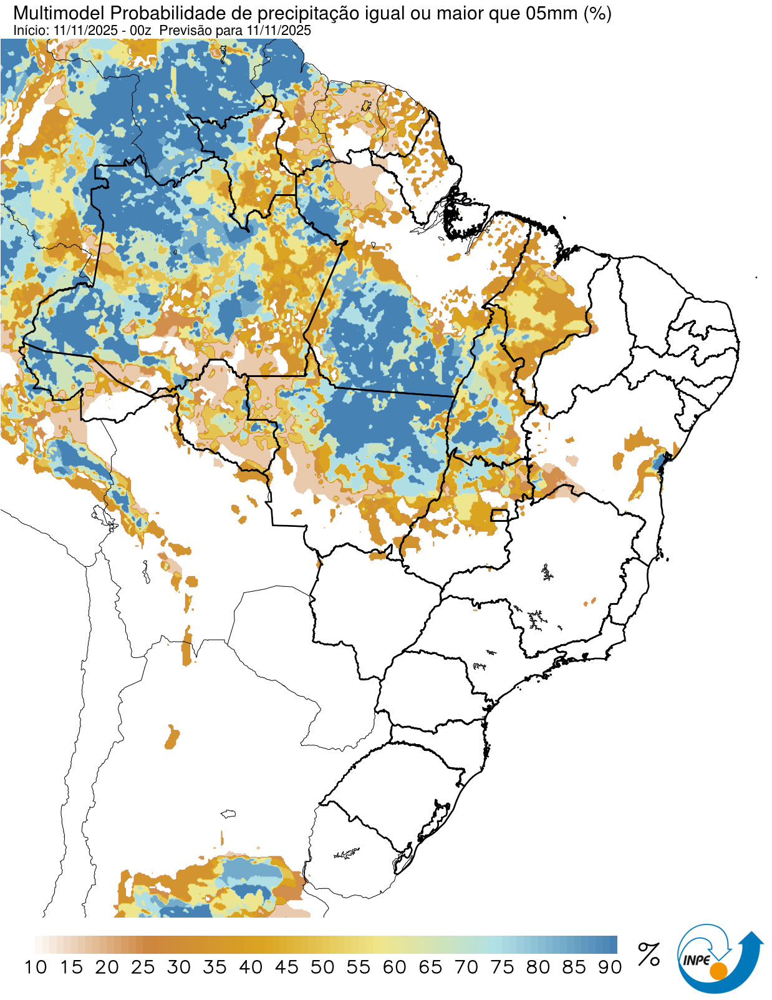 Multimodel Probabilidade de precipitação igual ou maior que 05mm (%)
Início: 11/11/2025 - 00z  Previsão para 11/11/2025
10 15 20 25 30 35 40 45 50 55 60 65 70 75 80 85 90 %
INPE